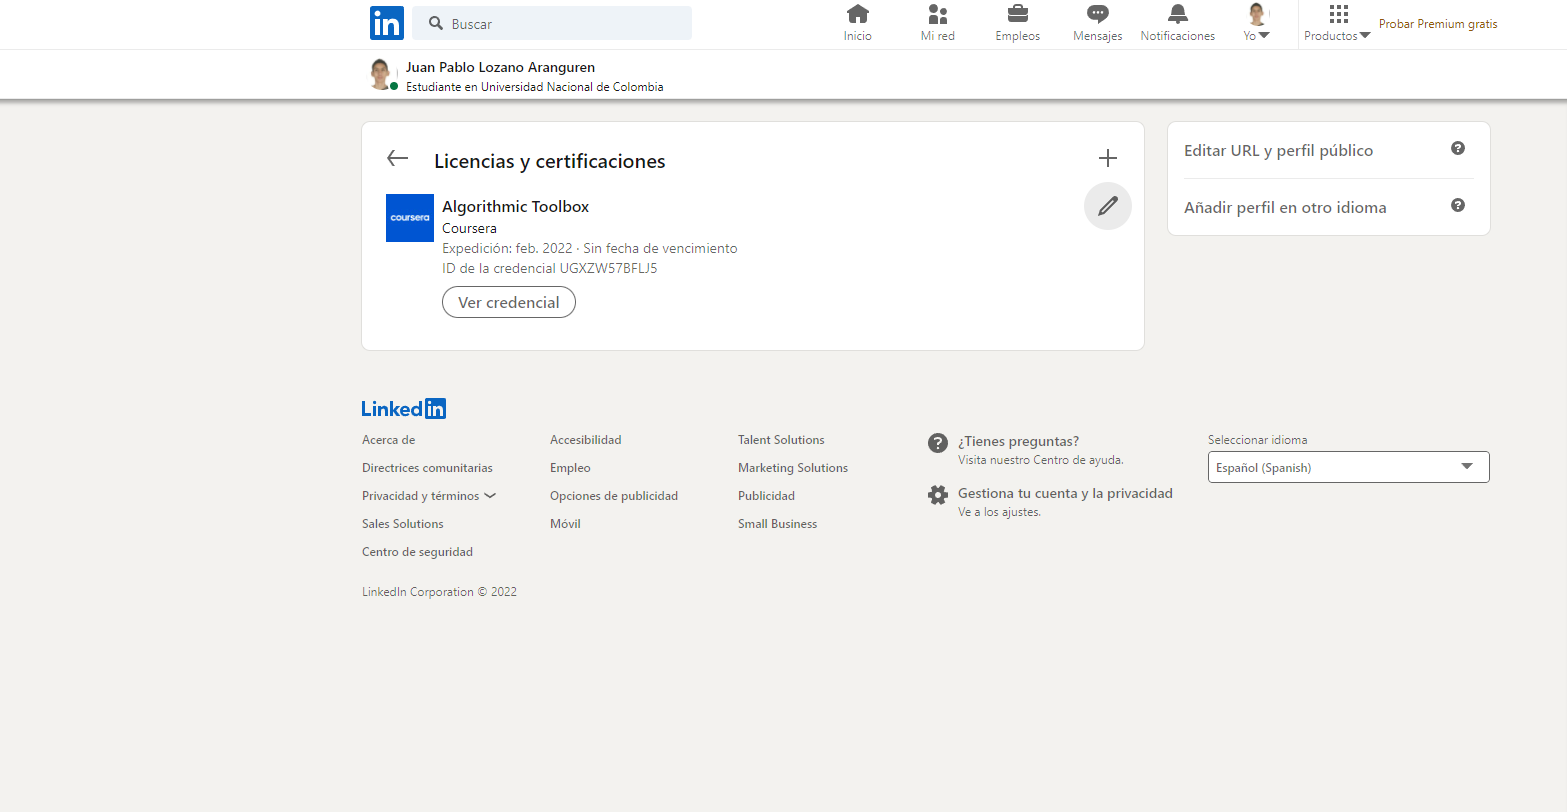 in
Buscar
Inicio
Mi red
Empleos
Mensajes
Notificaciones
Yo
Productos
Probar Premium gratis
Juan Pablo Lozano Aranguren
Estudiante en Universidad Nacional de Colombia
Licencias y certificaciones
coursera
Algorithmic Toolbox
Coursera
Expedición: feb. 2022 · Sin fecha de vencimiento
ID de la credencial UGXZW57BFLJ5
Ver credencial
Editar URL y perfil público
Añadir perfil en otro idioma
Linked in
Acerca de
Directrices comunitarias
Privacidad y términos
Sales Solutions
Centro de seguridad
Accesibilidad
Empleo
Opciones de publicidad
Móvil
Talent Solutions
Marketing Solutions
Publicidad
Small Business
¿Tienes preguntas?
Visita nuestro Centro de ayuda.
Gestiona tu cuenta y la privacidad
Ve a los ajustes.
Seleccionar idioma
Español (Spanish)
LinkedIn Corporation © 2022